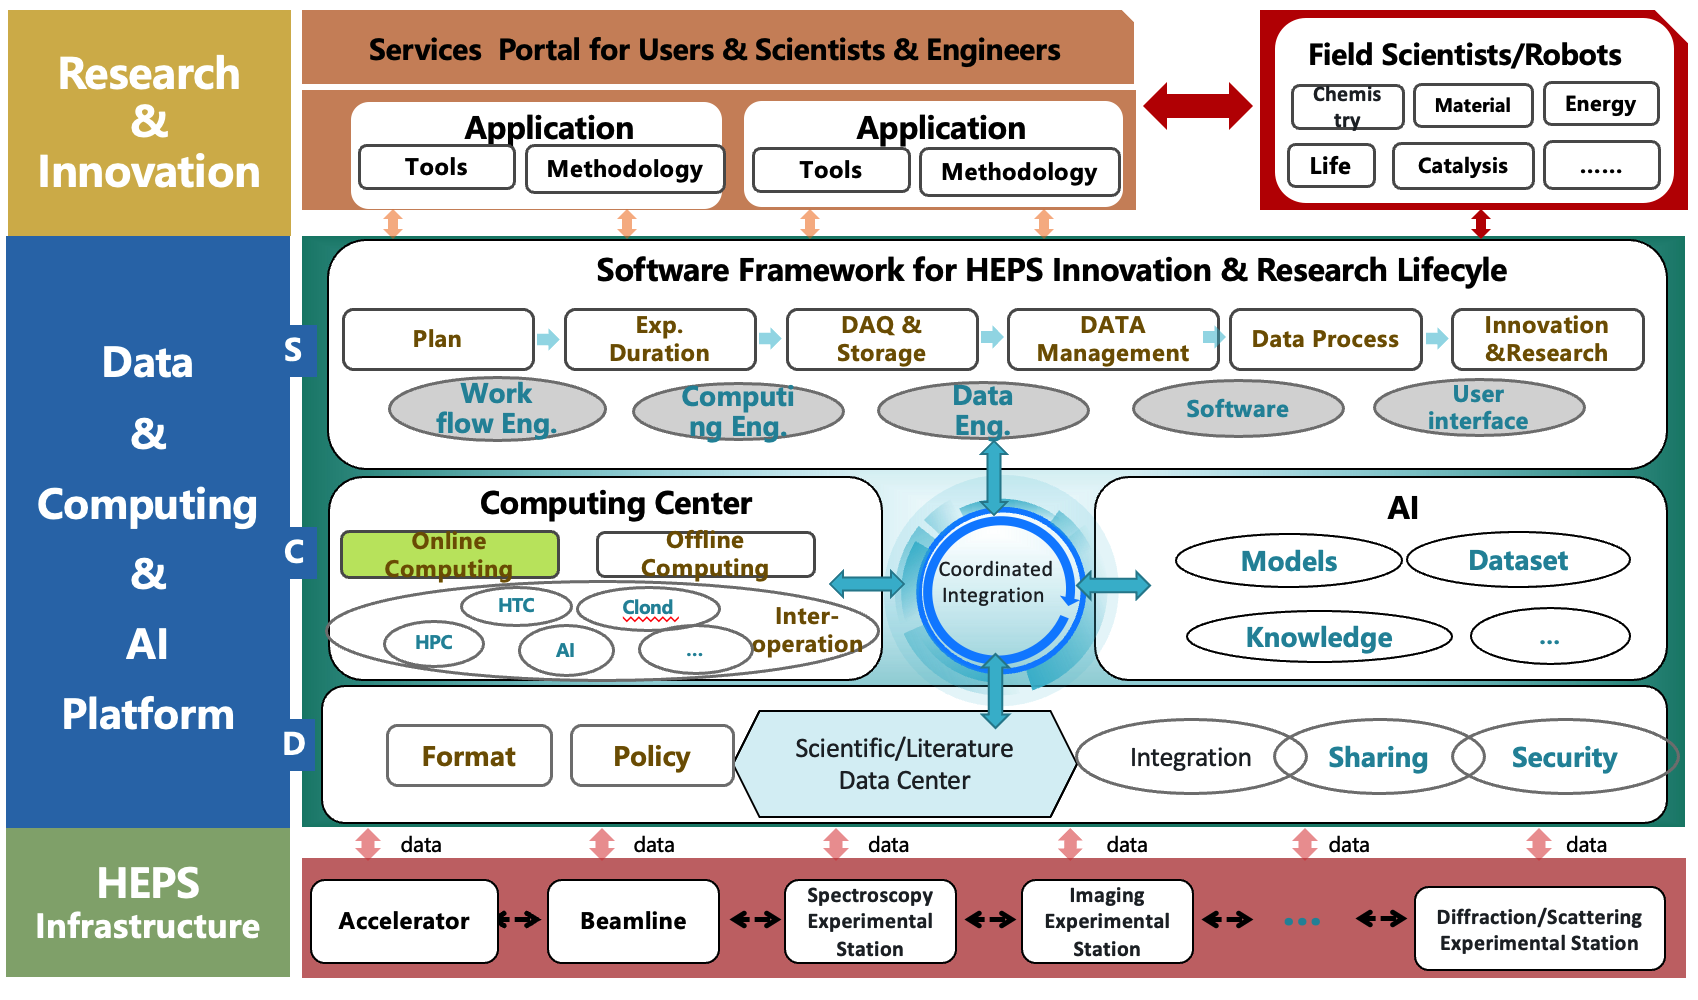 Research
&
Innovation
Services Portal for Users & Scientists & Engineers
Application
Tools
Methodology
Application
Tools
Methodology
Field Scientists/Robots
Chemis
try
Material
Energy
Life
Catalysis
......
Data
&
Computing
&
AI
Platform
S
Software Framework for HEPS Innovation & Research Lifecyle
Plan
Exp.
Duration
DAQ &
Storage
DATA
Management
Data Process
Innovation
&Research
Work
flow Eng.
Computi
ng Eng.
Data
Eng.
Software
User
interface
C
Computing Center
Online
Computing
Offline
Computing
HTC
Clond
HPC
AI
...
Inter-
operation
Coordinated
Integration
AI
Models
Dataset
Knowledge
...
D
Format
Policy
Scientific/Literature
Data Center
Integration
Sharing
Security
HEPS
Infrastructure
data
data
data
data
data
data
Accelerator
Beamline
Spectroscopy
Experimental
Station
Imaging
Experimental
Station
...
Diffraction/Scattering
Experimental Station